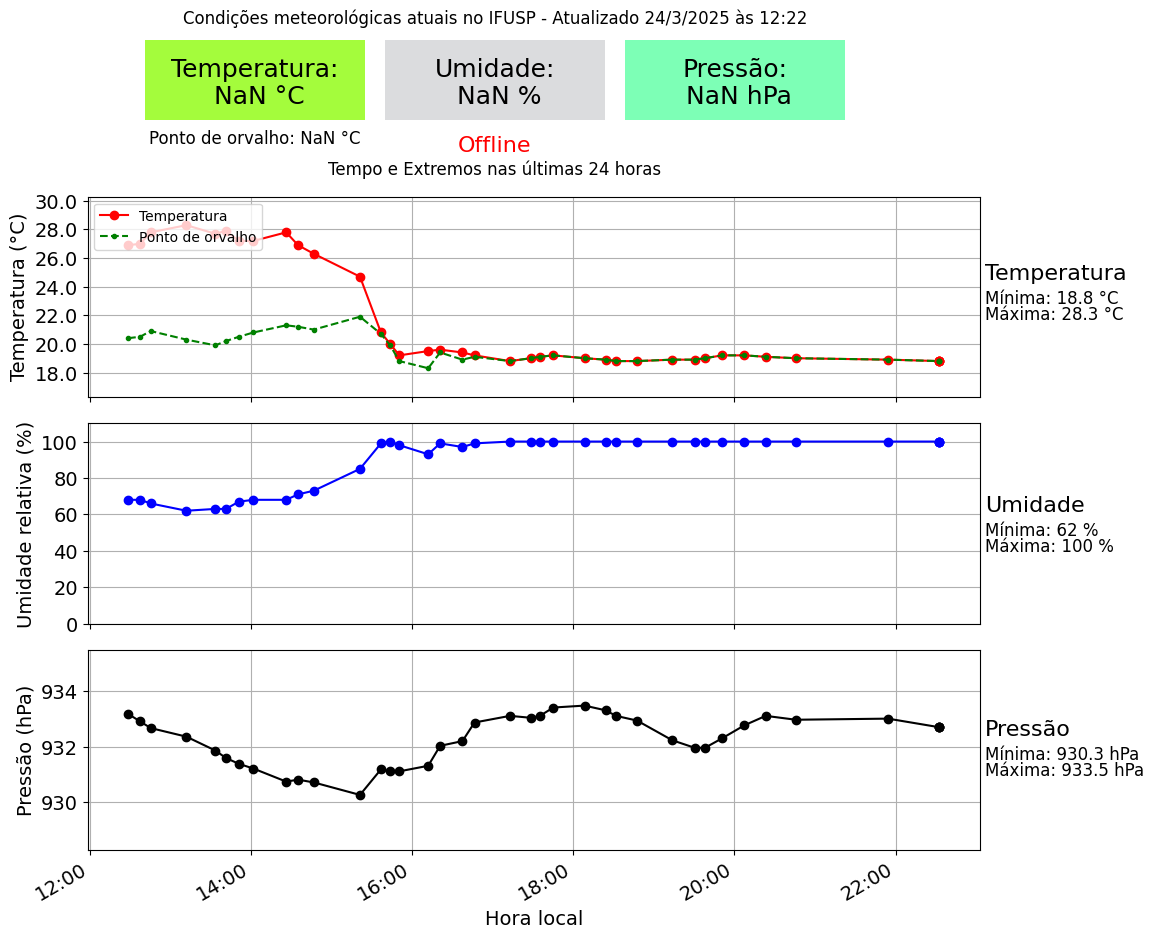 Condições meteorológicas atuais no IFUSP - Atualizado 24/3/2025 às 12:22
Temperatura:
NaN °C
Umidade:
NaN %
Pressão:
NaN hPa
Ponto de orvalho: NaN °C
Offline
Tempo e Extremos nas últimas 24 horas
Temperatura (°C)
30.0
28.0
26.0
24.0
22.0
20.0
18.0
Temperatura
Ponto de orvalho
Temperatura
Mínima: 18.8 °C
Máxima: 28.3 °C
Umidade relativa (%)
100
80
60
40
20
0
Umidade
Mínima: 62 %
Máxima: 100 %
Pressão (hPa)
934
932
930
Pressão
Mínima: 930.3 hPa
Máxima: 933.5 hPa
12:00
14:00
16:00
18:00
20:00
22:00
Hora local